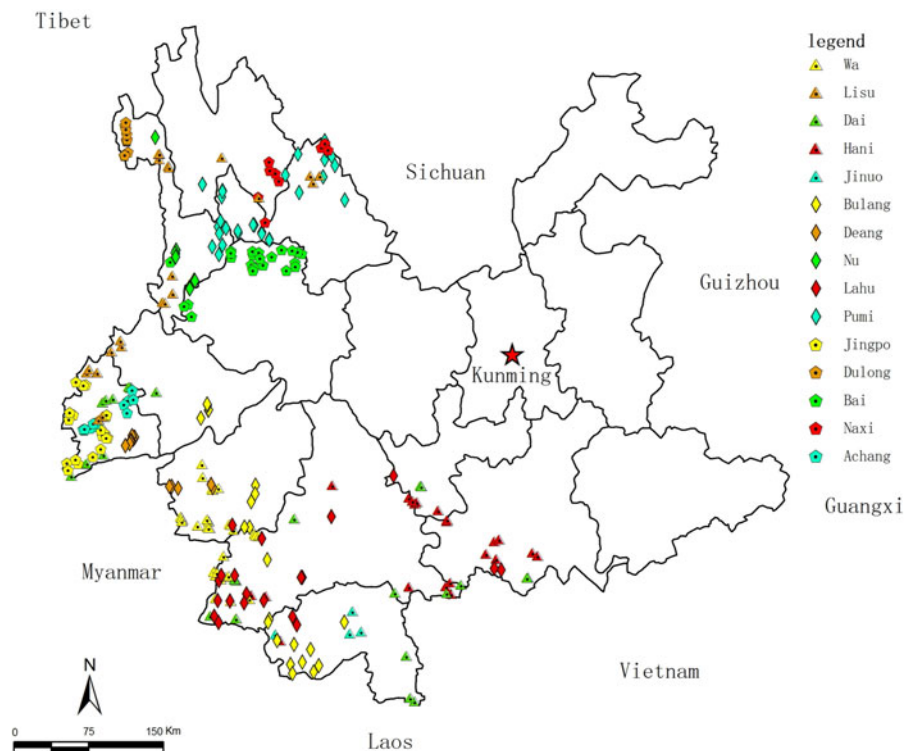 Tibet
legend
Wa
Lisu
Dai
Hani
Jinuo
Bulang
Deang
Nu
Lahu
Pumi
Jingpo
Dulong
Bai
Naxi
Achang
Sichuan
Guizhou
Kunming
Guangxi
Myanmar
Vietnam
Laos
N
0 75 150 Km